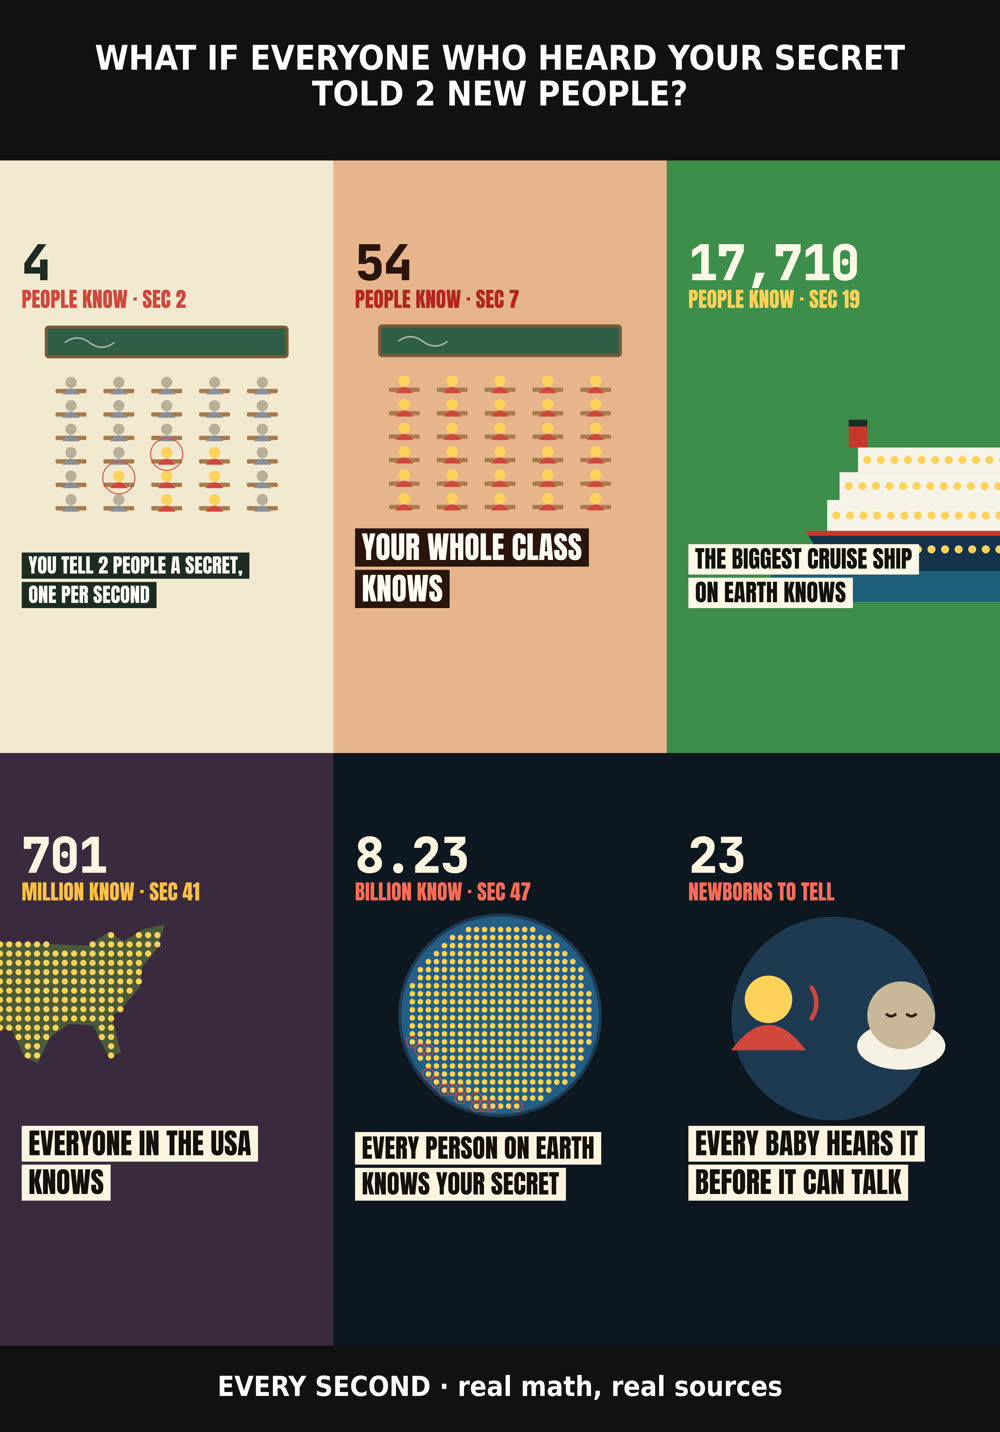 WHAT IF EVERYONE WHO HEARD YOUR SECRET
TOLD 2 NEW PEOPLE?
4
PEOPLE KNOW · SEC 2
YOU TELL 2 PEOPLE A SECRET,
ONE PER SECOND
54
PEOPLE KNOW · SEC 7
YOUR WHOLE CLASS
KNOWS
17,710
PEOPLE KNOW · SEC 19
THE BIGGEST CRUISE SHIP
ON EARTH KNOWS
701
MILLION KNOW · SEC 41
EVERYONE IN THE USA
KNOWS
8.23
BILLION KNOW · SEC 47
EVERY PERSON ON EARTH
KNOWS YOUR SECRET
23
NEWBORNS TO TELL
EVERY BABY HEARS IT
BEFORE IT CAN TALK
EVERY SECOND · real math, real sources